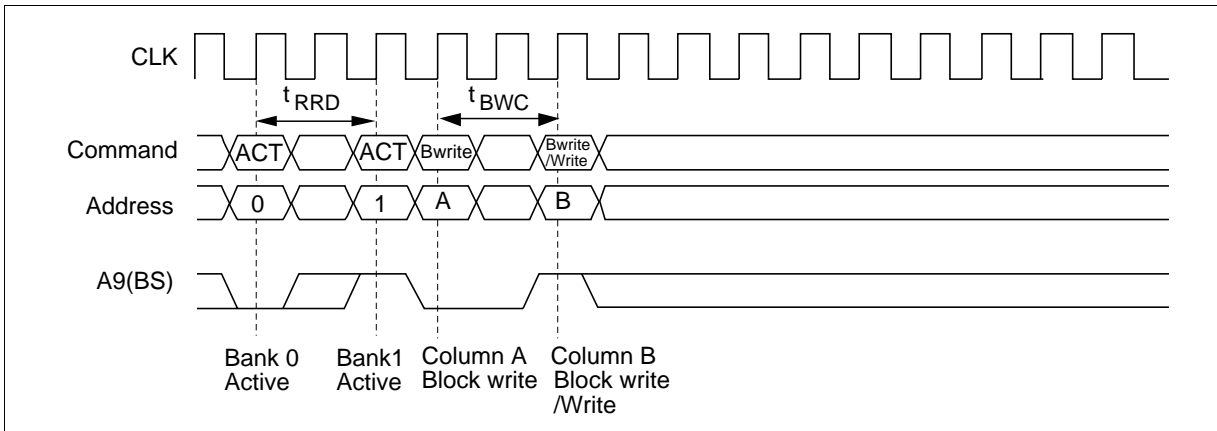 CLK
t RRD
t BWC
Command ACT ACT Bwrite Bwrite
/Write
Address 0 1 A B
A9(BS)
Bank 0
Active
Bank1
Active
Column A
Block write
Column B
Block write
/Write